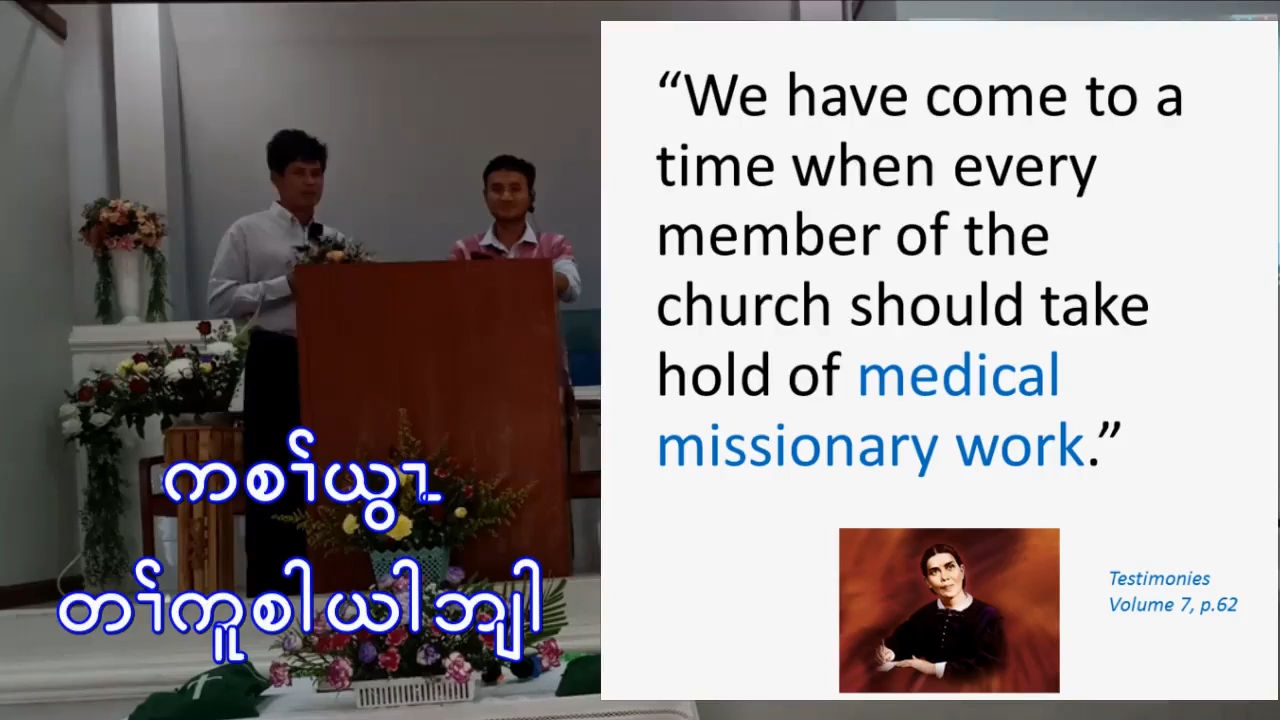 “We have come to a
time when every
member of the
church should take
hold of medical
missionary work.”
Testimonies
Volume 7, p.62
ကစၢ်ယွၤ
တၢ်ကူစါယါဘျါ